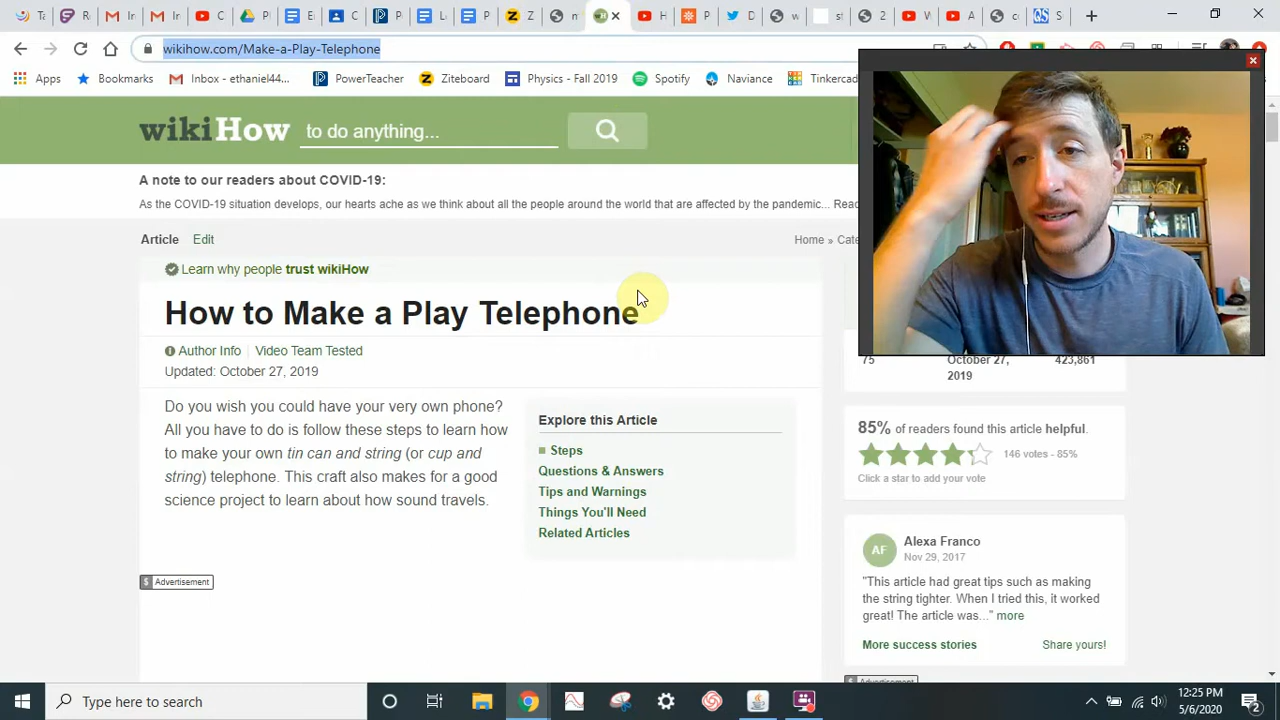 In
R
M I
M In
C
W
E
C
P
L
P
Z
m
H
P
D
w
st
2
W
A
co
S
wikihow.com/Make-a-Play-Telephone
Apps
Bookmarks
Inbox - ethaniel44...
PowerTeacher
Ziteboard
Physics - Fall 2019
Spotify
Naviance
Tinkercad
wikiHow to do anything...
A note to our readers about COVID-19:
As the COVID-19 situation develops, our hearts ache as we think about all the people around the world that are affected by the pandemic... Read
Article Edit
Home » Cate
Learn why people trust wikiHow
How to Make a Play Telephone
Author Info | Video Team Tested
Updated: October 27, 2019
Do you wish you could have your very own phone?
All you have to do is follow these steps to learn how
to make your own tin can and string (or cup and
string) telephone. This craft also makes for a good
science project to learn about how sound travels.
Explore this Article
Steps
Questions & Answers
Tips and Warnings
Things You'll Need
Related Articles
$ Advertisement
75
October 27,
2019
423,861
85% of readers found this article helpful.
146 votes - 85%
Click a star to add your vote
AF
Alexa Franco
Nov 29, 2017
"This article had great tips such as making
the string tighter. When I tried this, it worked
great! The article was..." more
More success stories
Share yours!
$ Advertisement
Type here to search
12:25 PM
5/6/2020
2